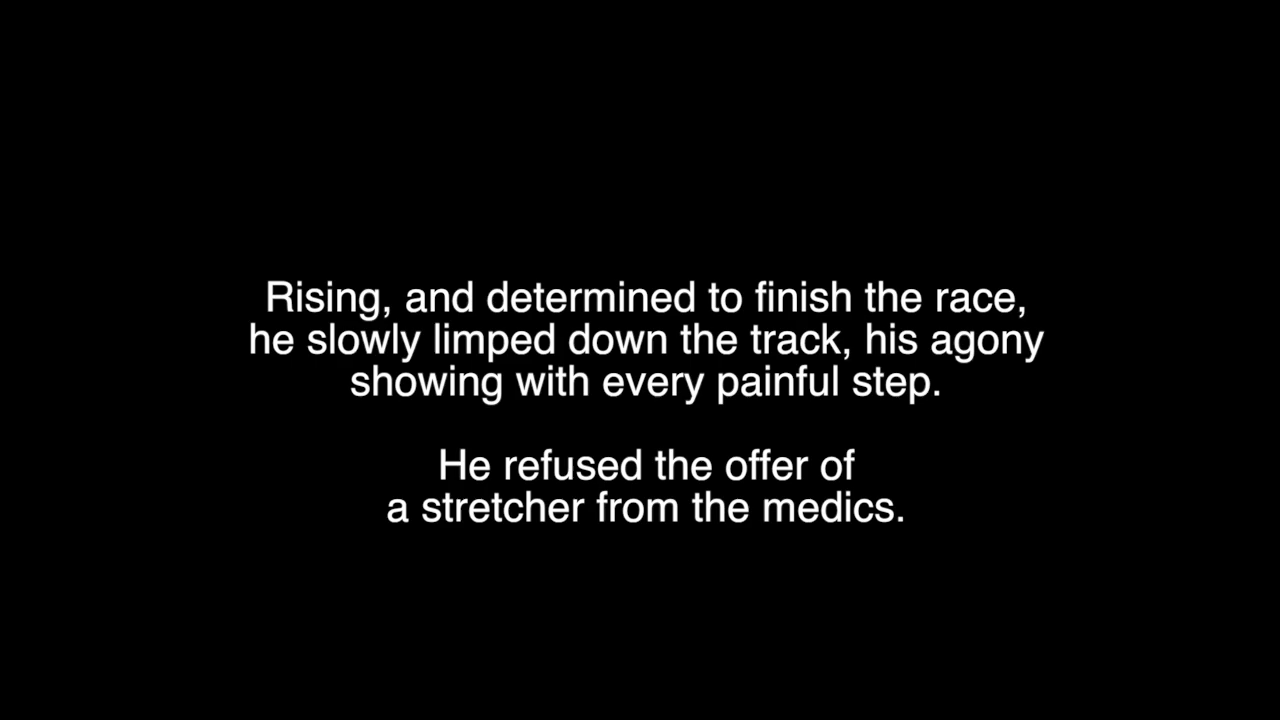 Rising, and determined to finish the race,
he slowly limped down the track, his agony
showing with every painful step.
He refused the offer of
a stretcher from the medics.